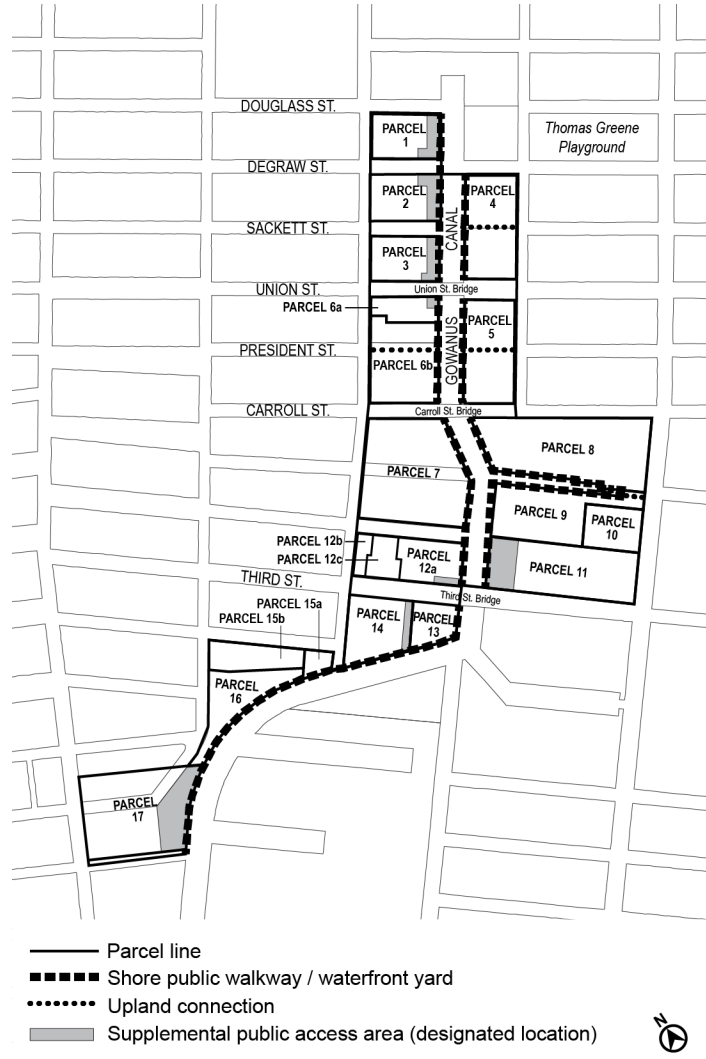 DOUGLASS ST.
PARCEL
1
Thomas Greene
Playground
DEGRAW ST.
PARCEL
2
PARCEL
4
SACKETT ST.
CANAL
PARCEL
3
UNION ST.
Union St. Bridge
PARCEL 6a
PARCEL
5
GOWANUS
PRESIDENT ST.
PARCEL 6b
CARROLL ST.
Carroll St. Bridge
PARCEL 8
PARCEL 7
PARCEL 9
PARCEL
10
PARCEL 12b
PARCEL 12c
PARCEL
12a
PARCEL 11
THIRD ST.
Third St. Bridge
PARCEL 15a
PARCEL 15b
PARCEL
14
PARCEL
13
PARCEL
16
PARCEL
17
Parcel line
Shore public walkway / waterfront yard
Upland connection
Supplemental public access area (designated location)
N